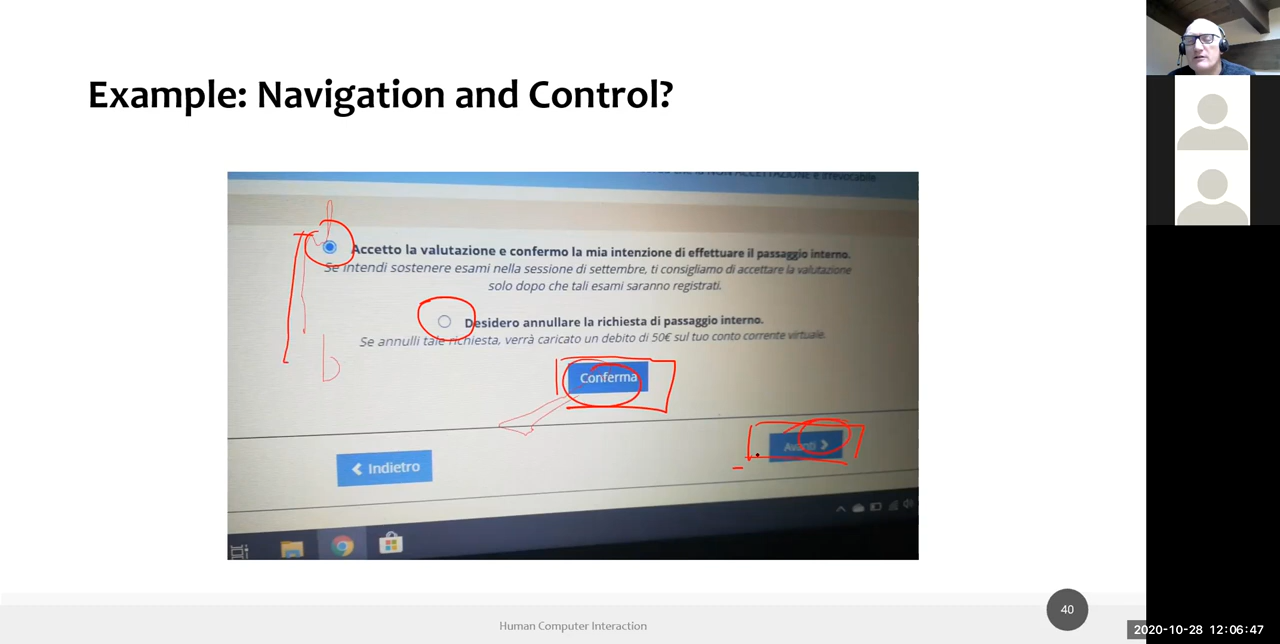 Example: Navigation and Control?
Accetto la valutazione e confermo la mia intenzione di effettuare il passaggio interno.
Se intendi sostenere esami nella sessione di settembre, ti consigliamo di accettare la valutazione
solo dopo che tali esami saranno registrati.
Desidero annullare la richiesta di passaggio interno.
Se annulli tale richiesta, verrà caricato un debito di 50€ sul tuo conto corrente virtuale.
b
Conferma
Avanti
Indietro
40
Human Computer Interaction
2020-10-28 12:06:47